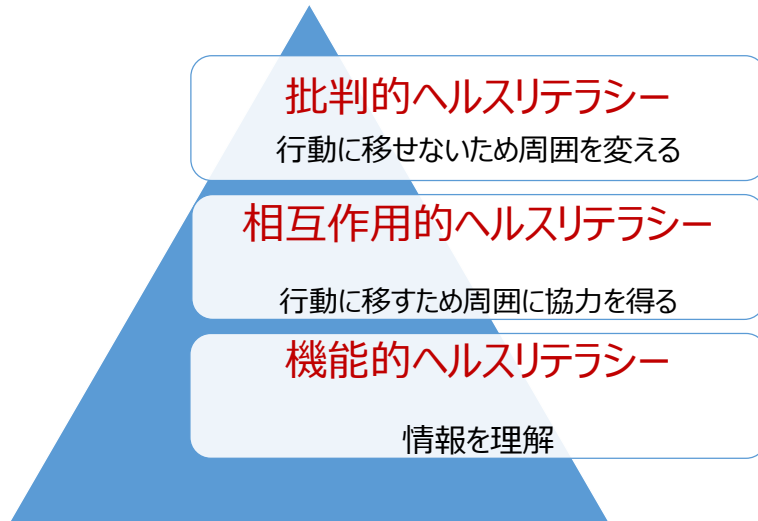 批判的ヘルスリテラシー
行動に移せないため周囲を変える
相互作用的ヘルスリテラシー
行動に移すため周囲に協力を得る
機能的ヘルスリテラシー
情報を理解